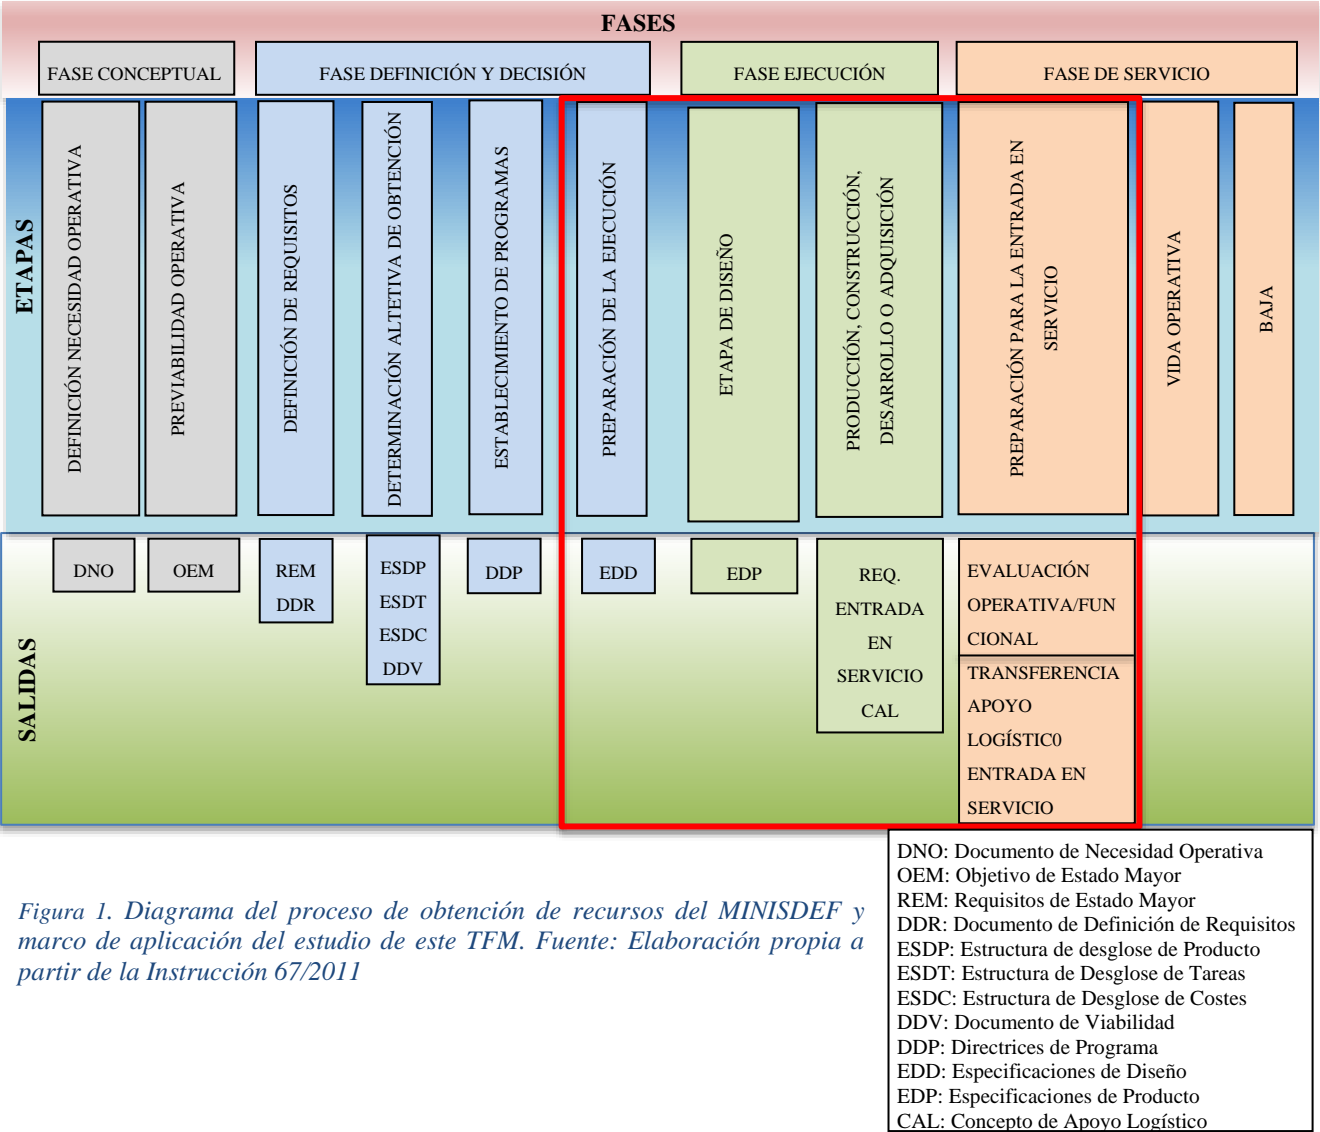 FASES
FASE CONCEPTUAL
FASE DEFINICIÓN Y DECISIÓN
FASE EJECUCIÓN
FASE DE SERVICIO
ETAPAS
DEFINICIÓN NECESIDAD OPERATIVA
PREVIABILIDAD OPERATIVA
DEFINICIÓN DE REQUISITOS
DETERMINACIÓN ALTETIVA DE OBTENCIÓN
ESTABLECIMIENTO DE PROGRAMAS
PREPARACIÓN DE LA EJECUCIÓN
ETAPA DE DISEÑO
PRODUCCIÓN, CONSTRUCCIÓN,
DESARROLLO O ADQUISICIÓN
PREPARACIÓN PARA LA ENTRADA EN
SERVICIO
VIDA OPERATIVA
BAJA
SALIDAS
DNO
OEM
REM
DDR
ESDP
ESDT
ESDC
DDV
DDP
EDD
EDP
REQ.
ENTRADA
EN
SERVICIO
CAL
EVALUACIÓN
OPERATIVA/FUN
CIONAL
TRANSFERENCIA
APOYO
LOGÍSTIC0
ENTRADA EN
SERVICIO
DNO: Documento de Necesidad Operativa
OEM: Objetivo de Estado Mayor
REM: Requisitos de Estado Mayor
DDR: Documento de Definición de Requisitos
ESDP: Estructura de desglose de Producto
ESDT: Estructura de Desglose de Tareas
ESDC: Estructura de Desglose de Costes
DDV: Documento de Viabilidad
DDP: Directrices de Programa
EDD: Especificaciones de Diseño
EDP: Especificaciones de Producto
CAL: Concepto de Apoyo Logístico
Figura 1. Diagrama del proceso de obtención de recursos del MINISDEF y
marco de aplicación del estudio de este TFM. Fuente: Elaboración propia a
partir de la Instrucción 67/2011